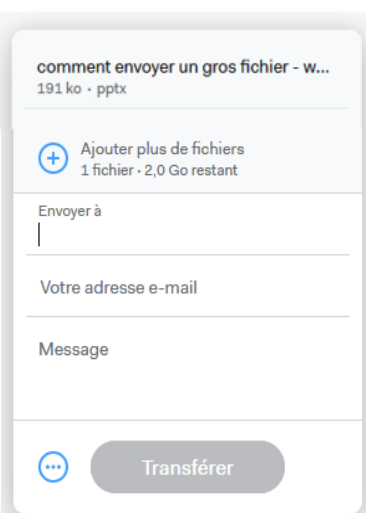 comment envoyer un gros fichier - w...
191 ko · pptx
Ajouter plus de fichiers
1 fichier · 2,0 Go restant
Envoyer à
Votre adresse e-mail
Message
Transférer